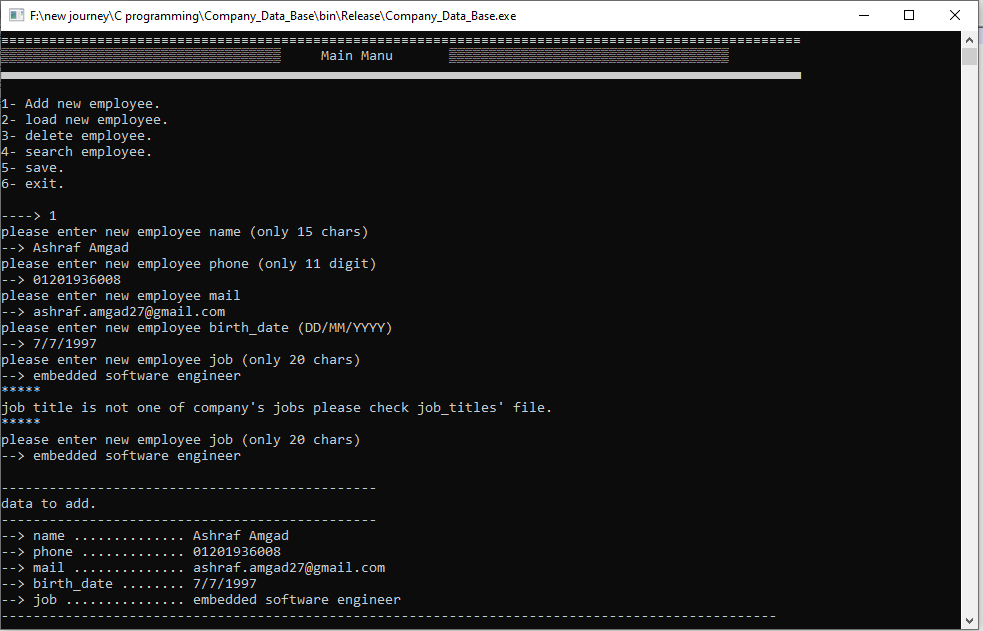 F:\new journey\C programming\Company_Data_Base\bin\Release\Company_Data_Base.exe
====================================================================================================
Main Manu
1- Add new employee.
2- load new employee.
3- delete employee.
4- search employee.
5- save.
6- exit.
----> 1
please enter new employee name (only 15 chars)
--> Ashraf Amgad
please enter new employee phone (only 11 digit)
--> 01201936008
please enter new employee mail
--> ashraf.amgad27@gmail.com
please enter new employee birth_date (DD/MM/YYYY)
--> 7/7/1997
please enter new employee job (only 20 chars)
--> embedded software engineer
*****
job title is not one of company's jobs please check job_titles' file.
*****
please enter new employee job (only 20 chars)
--> embedded software engineer
-----------------------------------------------
data to add.
-----------------------------------------------
--> name .............. Ashraf Amgad
--> phone ............. 01201936008
--> mail .............. ashraf.amgad27@gmail.com
--> birth_date ........ 7/7/1997
--> job ............... embedded software engineer
-------------------------------------------------------------------------------------------------